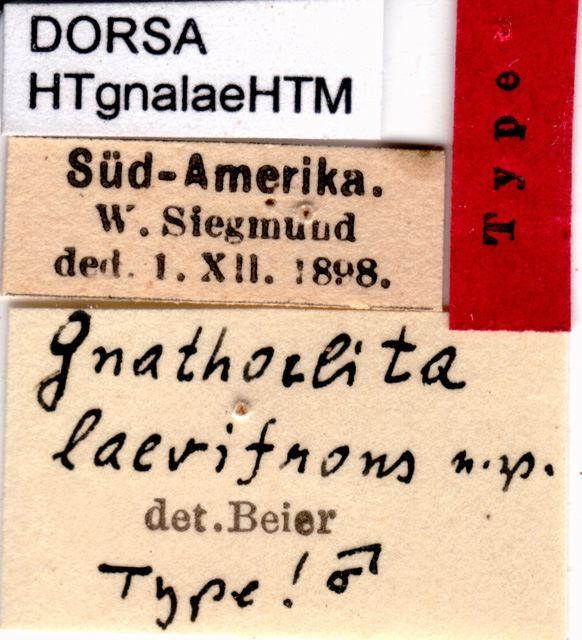 DORSA
HTgnalaeHTM
Type
Süd-Amerika.
W. Siegmund
ded. 1. XII. 1898.
Gnathoclita
laevifrons n.sp.
det. Beier
Type! ♂